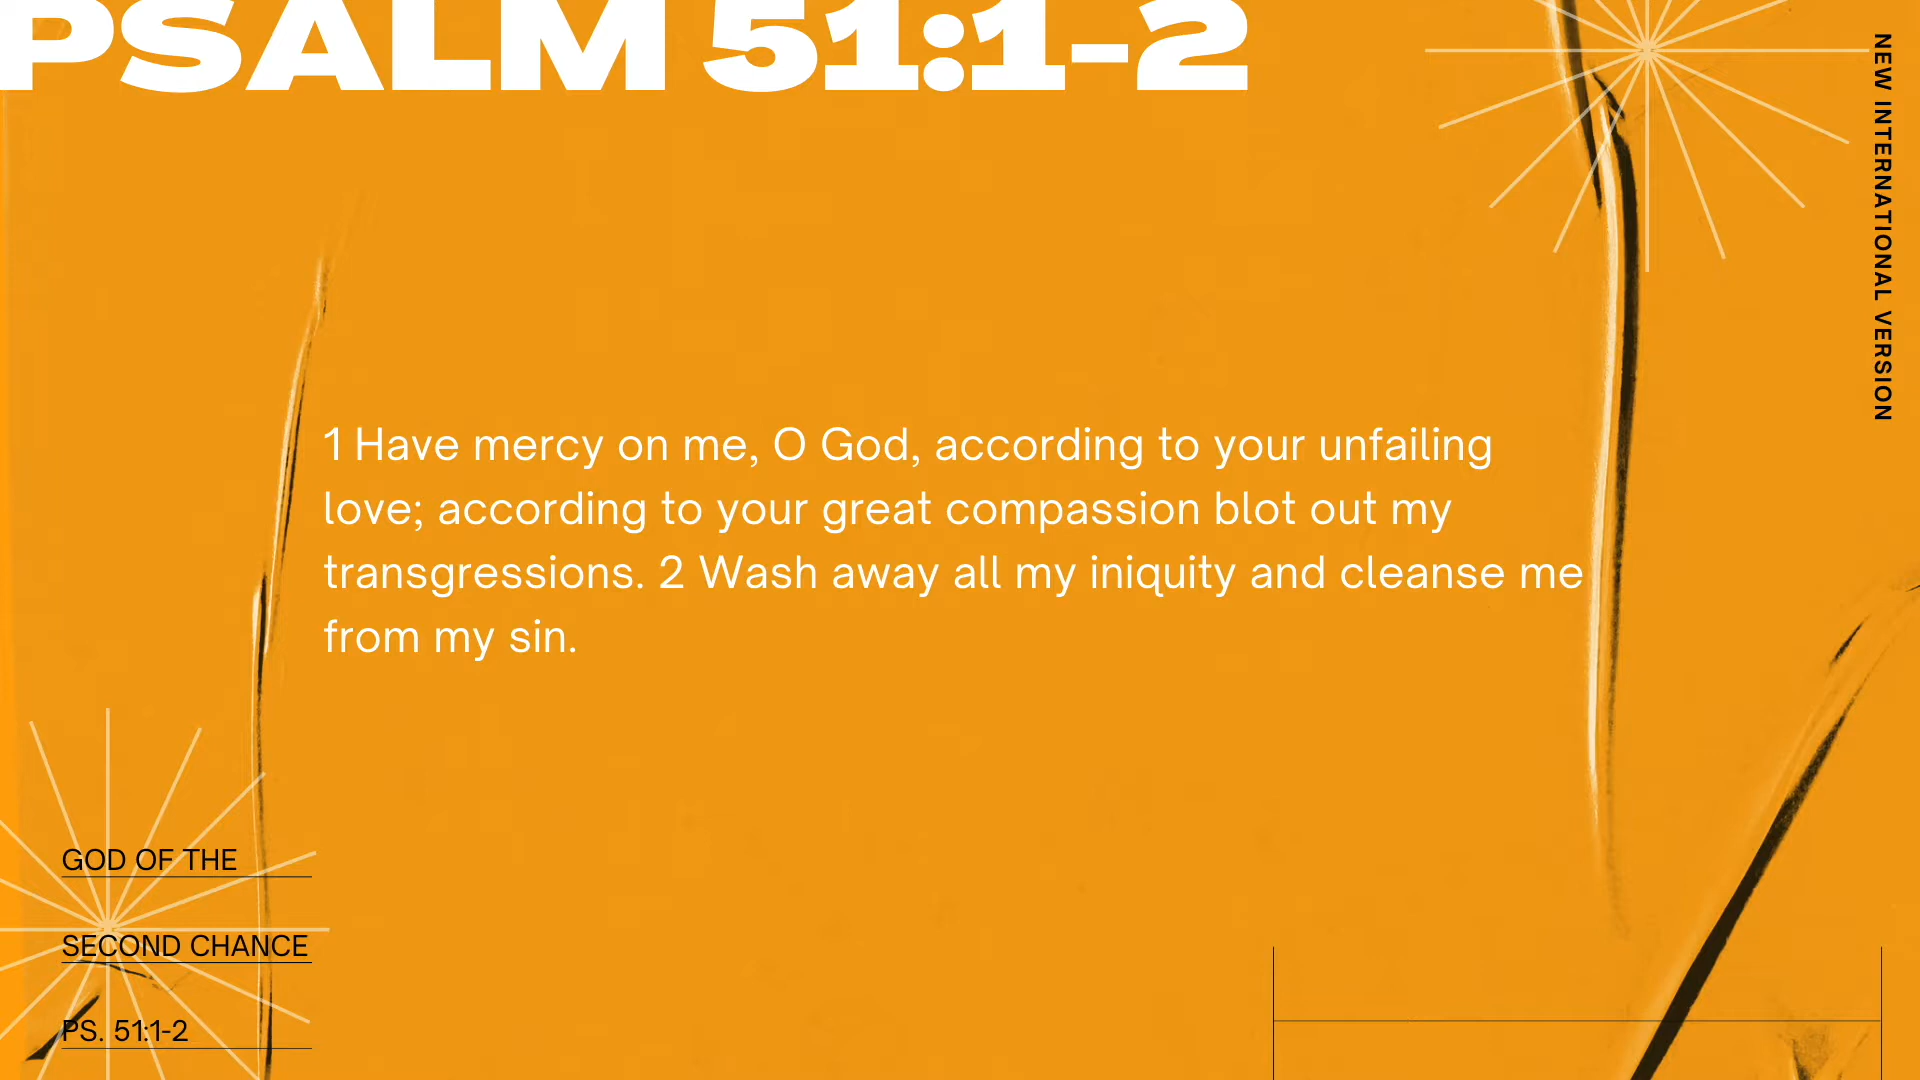 PSALM 51:1-2
NEW INTERNATIONAL VERSION
1 Have mercy on me, O God, according to your unfailing
love; according to your great compassion blot out my
transgressions. 2 Wash away all my iniquity and cleanse me
from my sin.
GOD OF THE
SECOND CHANCE
PS. 51:1-2